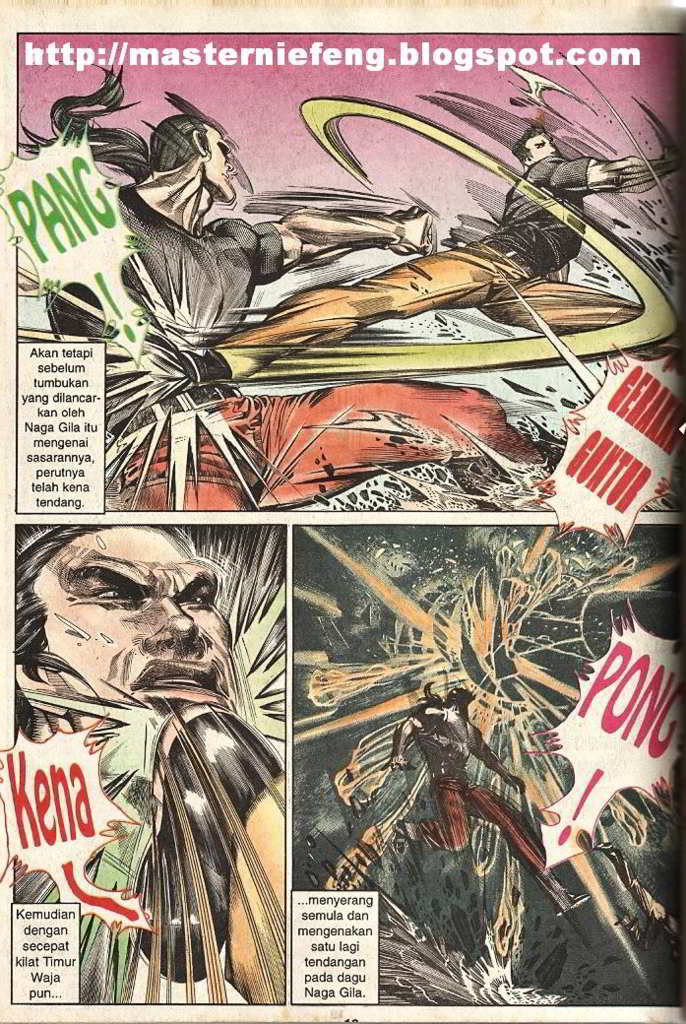 http://masterniefeng.blogspot.com
PANG
!
Akan tetapi
sebelum
tumbukan
yang dilancar-
kan oleh
Naga Gila itu
mengenai
sasarannya,
perutnya
telah kena
tendang.
GUNTUR
Kena
!
Kemudian
dengan
secepat
kilat Timur
Waja
pun...
PONG
!
...menyerang
semula dan
mengenakan
satu lagi
tendangan
pada dagu
Naga Gila.